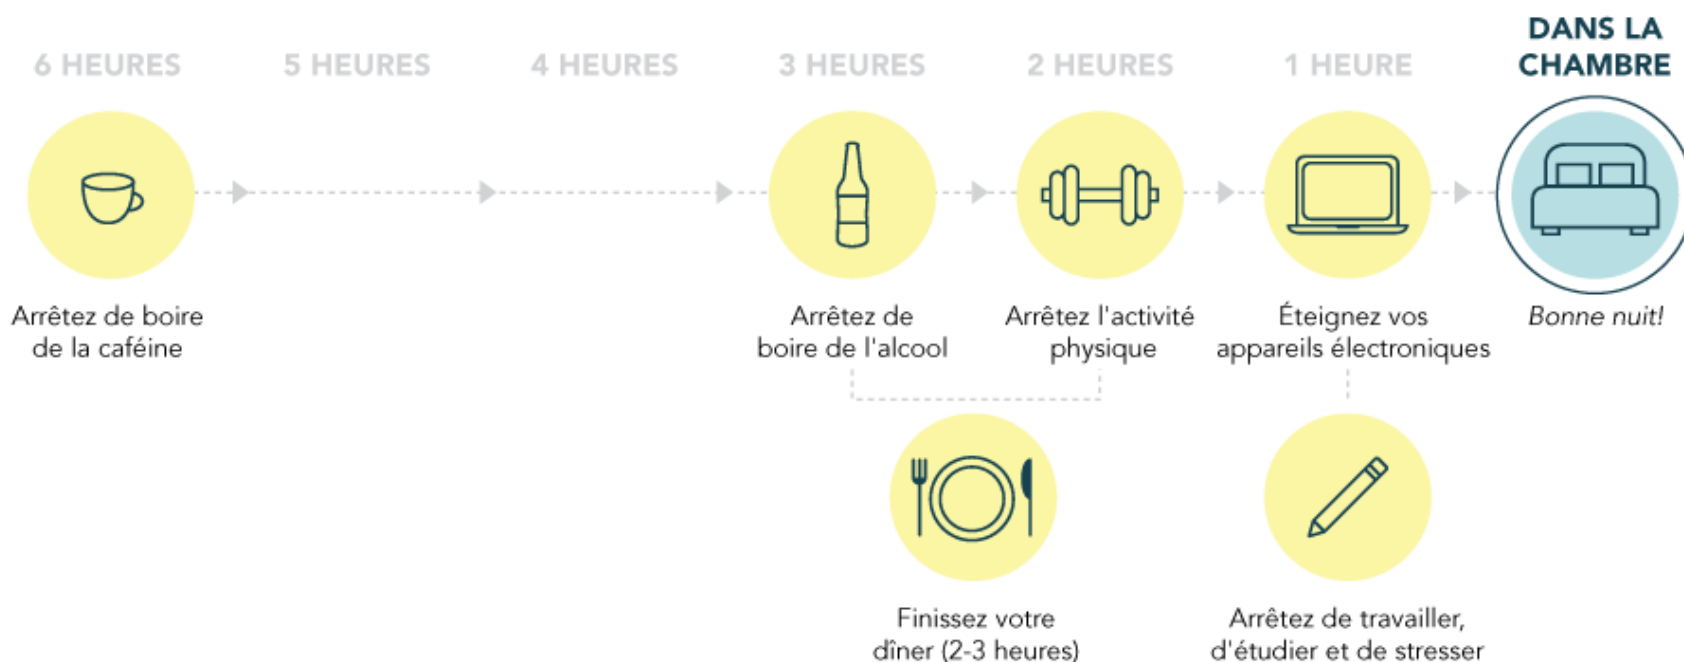 6 HEURES
5 HEURES
4 HEURES
3 HEURES
2 HEURES
1 HEURE
DANS LA
CHAMBRE
Arrêtez de boire
de la caféine
Arrêtez de
boire de l'alcool
Arrêtez l'activité
physique
Éteignez vos
appareils électroniques
Bonne nuit!
Finissez votre
dîner (2-3 heures)
Arrêtez de travailler,
d'étudier et de stresser